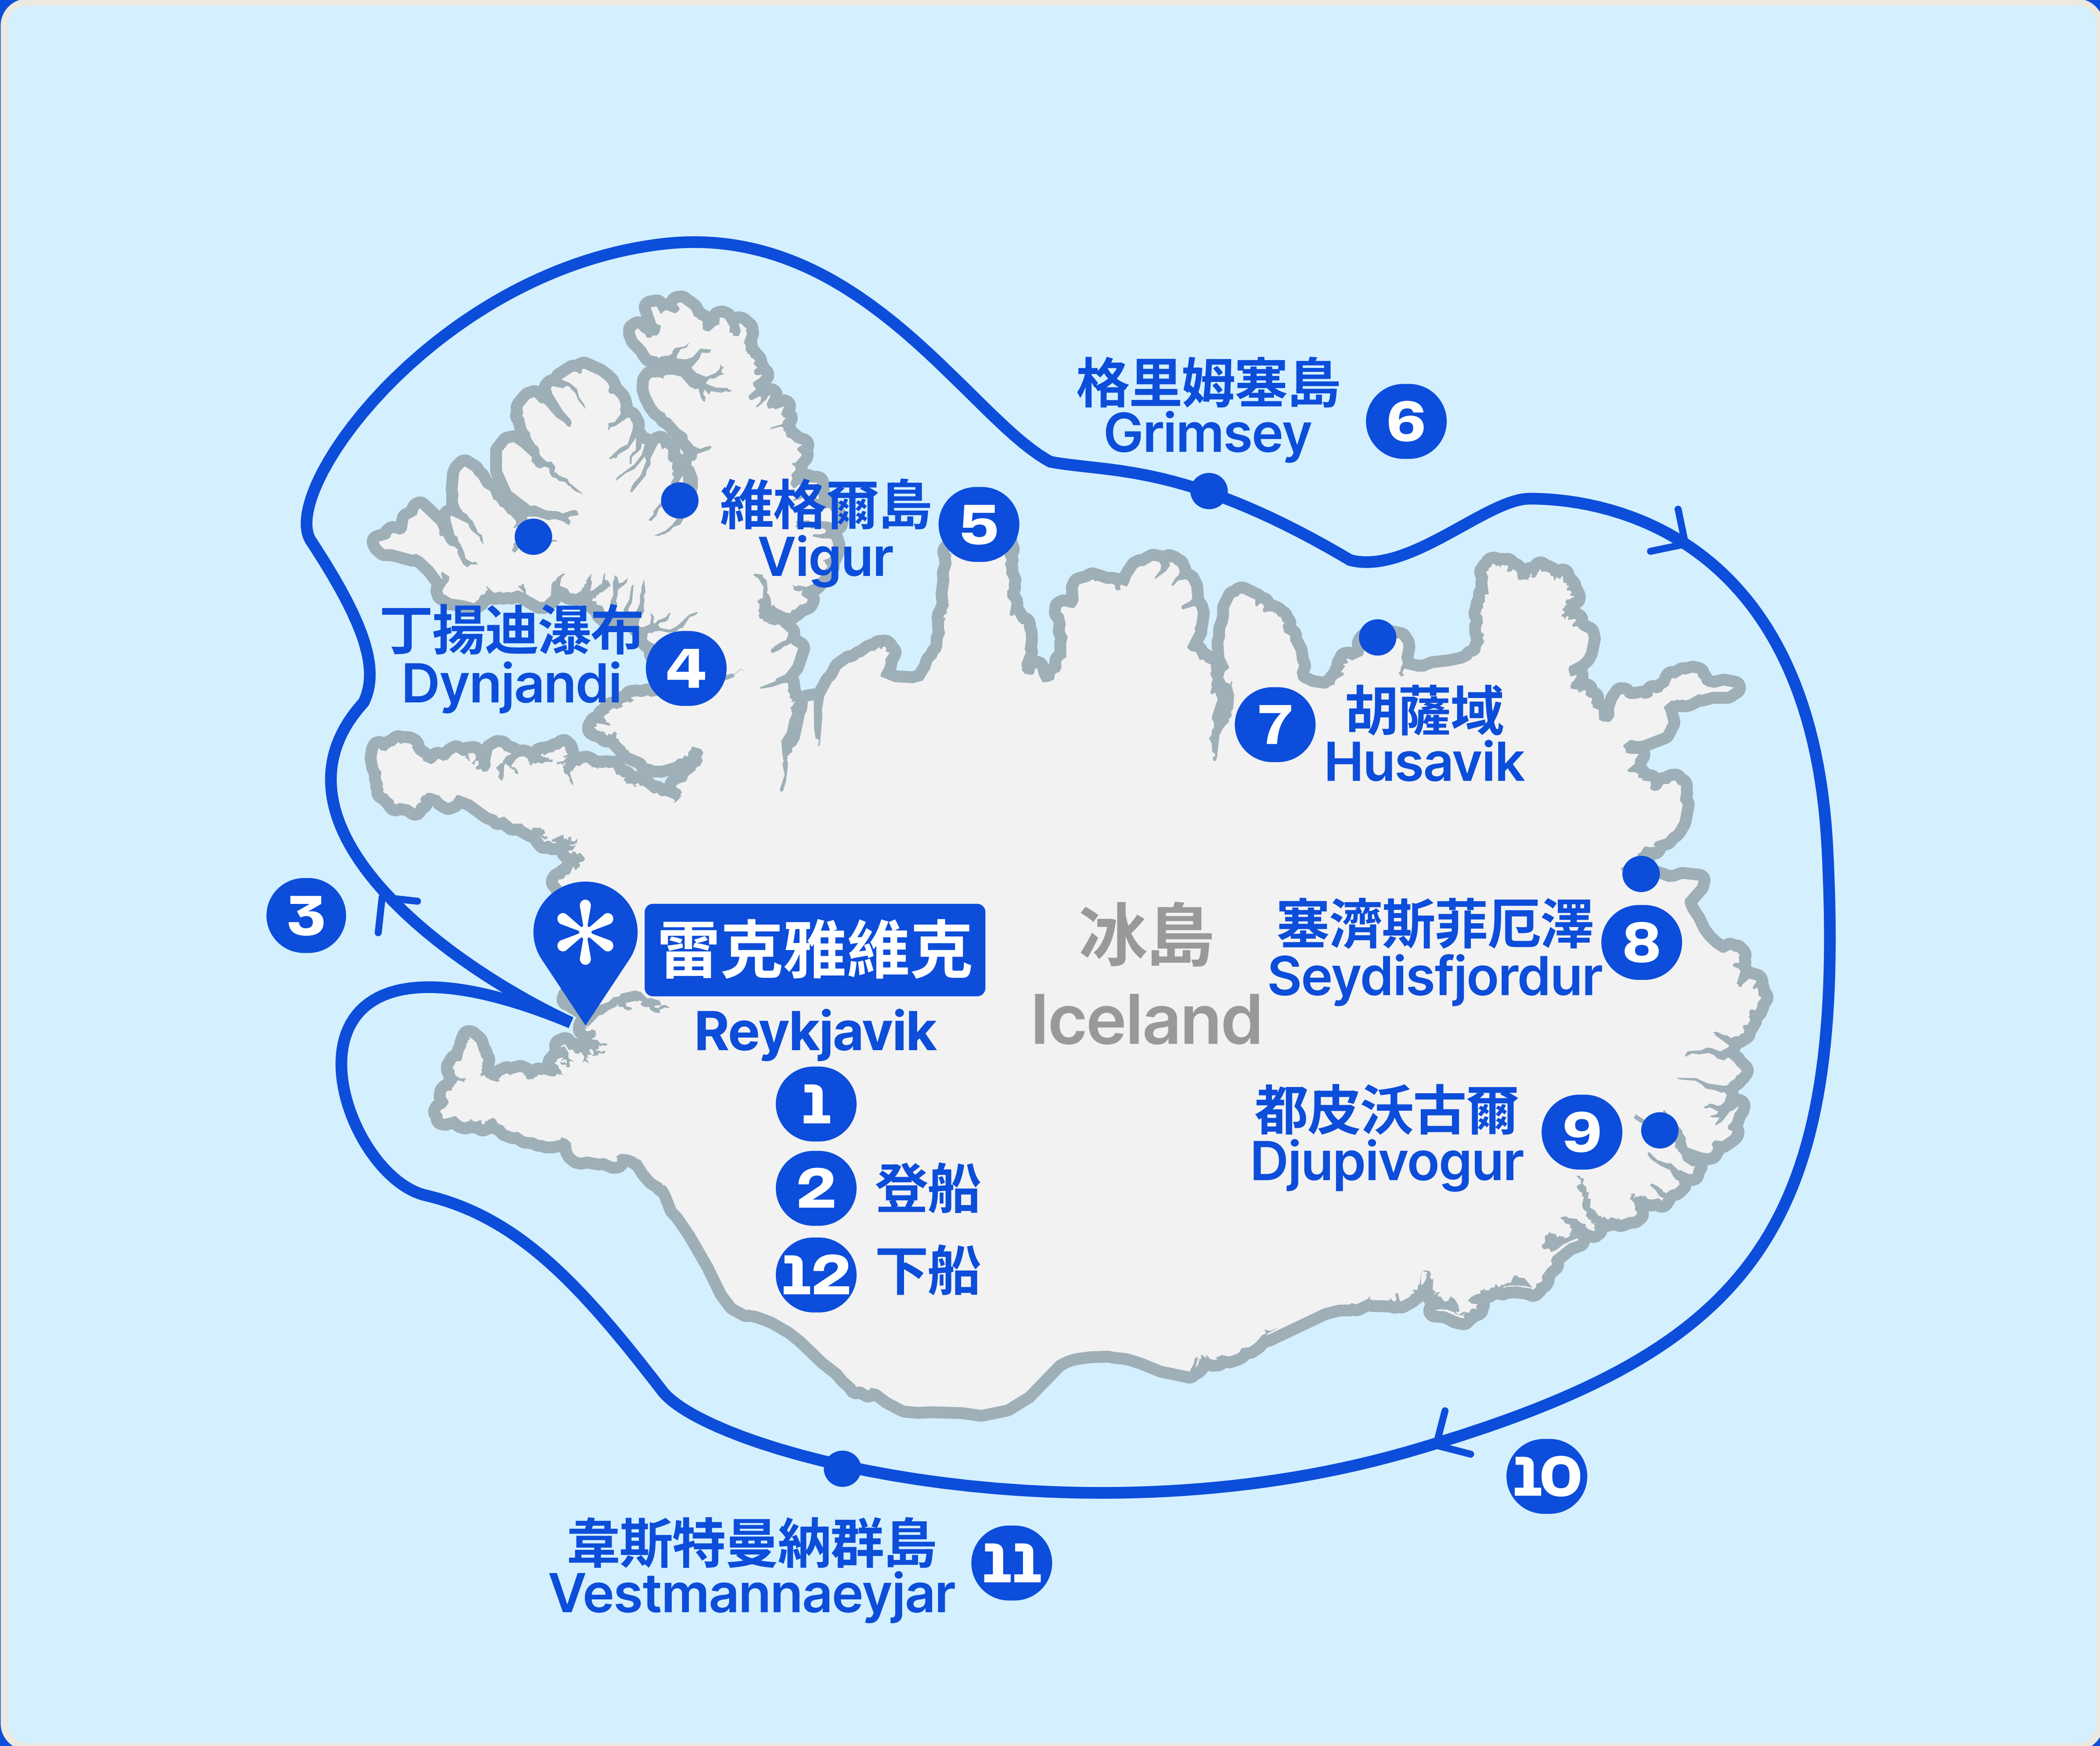 格里姆塞島
Grimsey
6
維格爾島
Vigur
5
丁揚迪瀑布
Dynjandi
4
7
胡薩域
Husavik
3
雷克雅維克
Reykjavik
1
2 登船
12 下船
冰島
Iceland
塞濟斯菲厄澤
Seydisfjordur
8
都皮沃古爾
Djupivogur
9
10
韋斯特曼納群島
Vestmannaeyjar
11